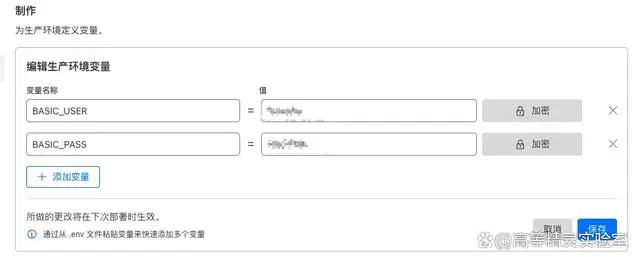 制作
为生产环境定义变量。
编辑生产环境变量
变量名称 值
BASIC_USER = 加密
BASIC_PASS = 加密
+ 添加变量
所做的更改将在下次部署时生效。
通过从 .env 文件粘贴变量来快速添加多个变量
取消 保存
@高等精灵实验室